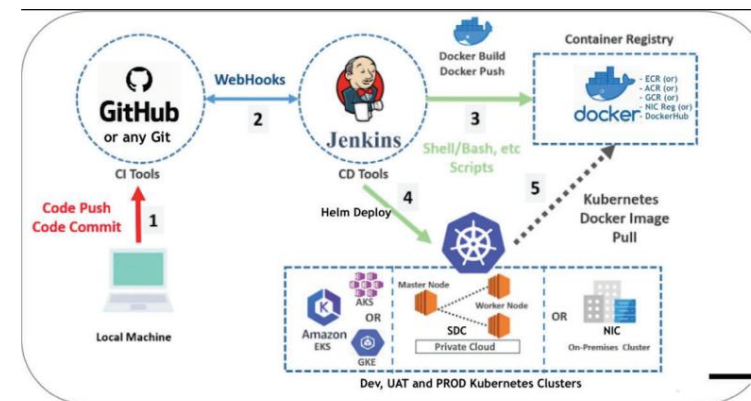 GitHub
or any Git
CI Tools
WebHooks
2
Jenkins
CD Tools
Docker Build
Docker Push
3
Shell/Bash, etc
Scripts
Container Registry
docker
- ECR (or)
- ACR (or)
- GCR (or)
- NIC Reg (or)
- DockerHub
Code Push
Code Commit
1
Local Machine
4
Helm Deploy
5
Kubernetes
Docker Image
Pull
AKS
OR
Amazon
EKS
GKE
Master Node
Worker Node
SDC
Private Cloud
OR
NIC
On-Premises Cluster
Dev, UAT and PROD Kubernetes Clusters